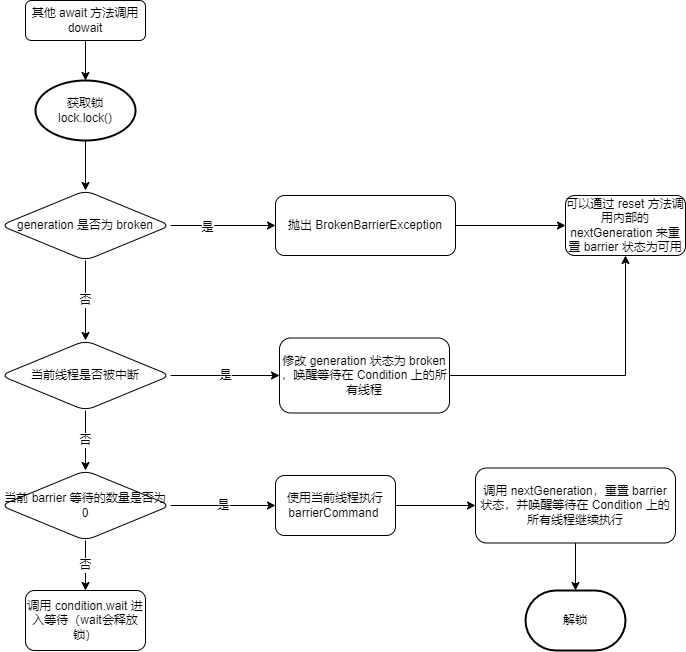 其他 await 方法调用
dowait
获取锁
lock.lock()
generation 是否为 broken
是
抛出 BrokenBarrierException
可以通过 reset 方法调
用内部的
nextGeneration 来重
置 barrier 状态为可用
否
当前线程是否被中断
是
修改 generation 状态为 broken
，唤醒等待在 Condition 上的所
有线程
否
当前 barrier 等待的数量是否为
0
是
使用当前线程执行
barrierCommand
调用 nextGeneration，重置 barrier
状态，并唤醒等待在 Condition 上的
所有线程继续执行
否
调用 condition.wait 进
入等待（wait会释放
锁）
解锁